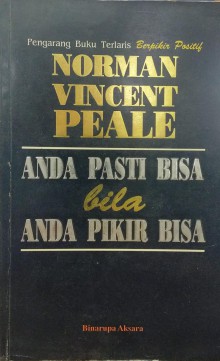 Pengarang Buku Terlaris Berpikir Positif
NORMAN
VINCENT
PEALE
ANDA PASTI BISA
bila
ANDA PIKIR BISA
Binarupa Aksara